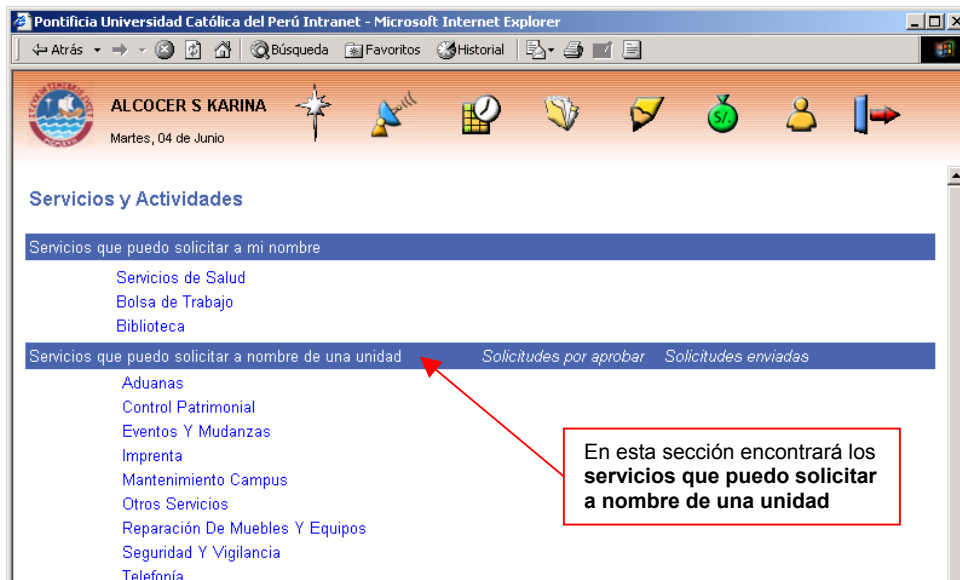 Pontificia Universidad Católica del Perú Intranet - Microsoft Internet Explorer
Atrás Búsqueda Favoritos Historial
ALCOCER S KARINA
Martes, 04 de Junio
S/.
Servicios y Actividades
Servicios que puedo solicitar a mi nombre
Servicios de Salud
Bolsa de Trabajo
Biblioteca
Servicios que puedo solicitar a nombre de una unidad Solicitudes por aprobar Solicitudes enviadas
Aduanas
Control Patrimonial
Eventos Y Mudanzas
Imprenta
Mantenimiento Campus
Otros Servicios
Reparación De Muebles Y Equipos
Seguridad Y Vigilancia
Telefonía
En esta sección encontrará los
servicios que puedo solicitar
a nombre de una unidad